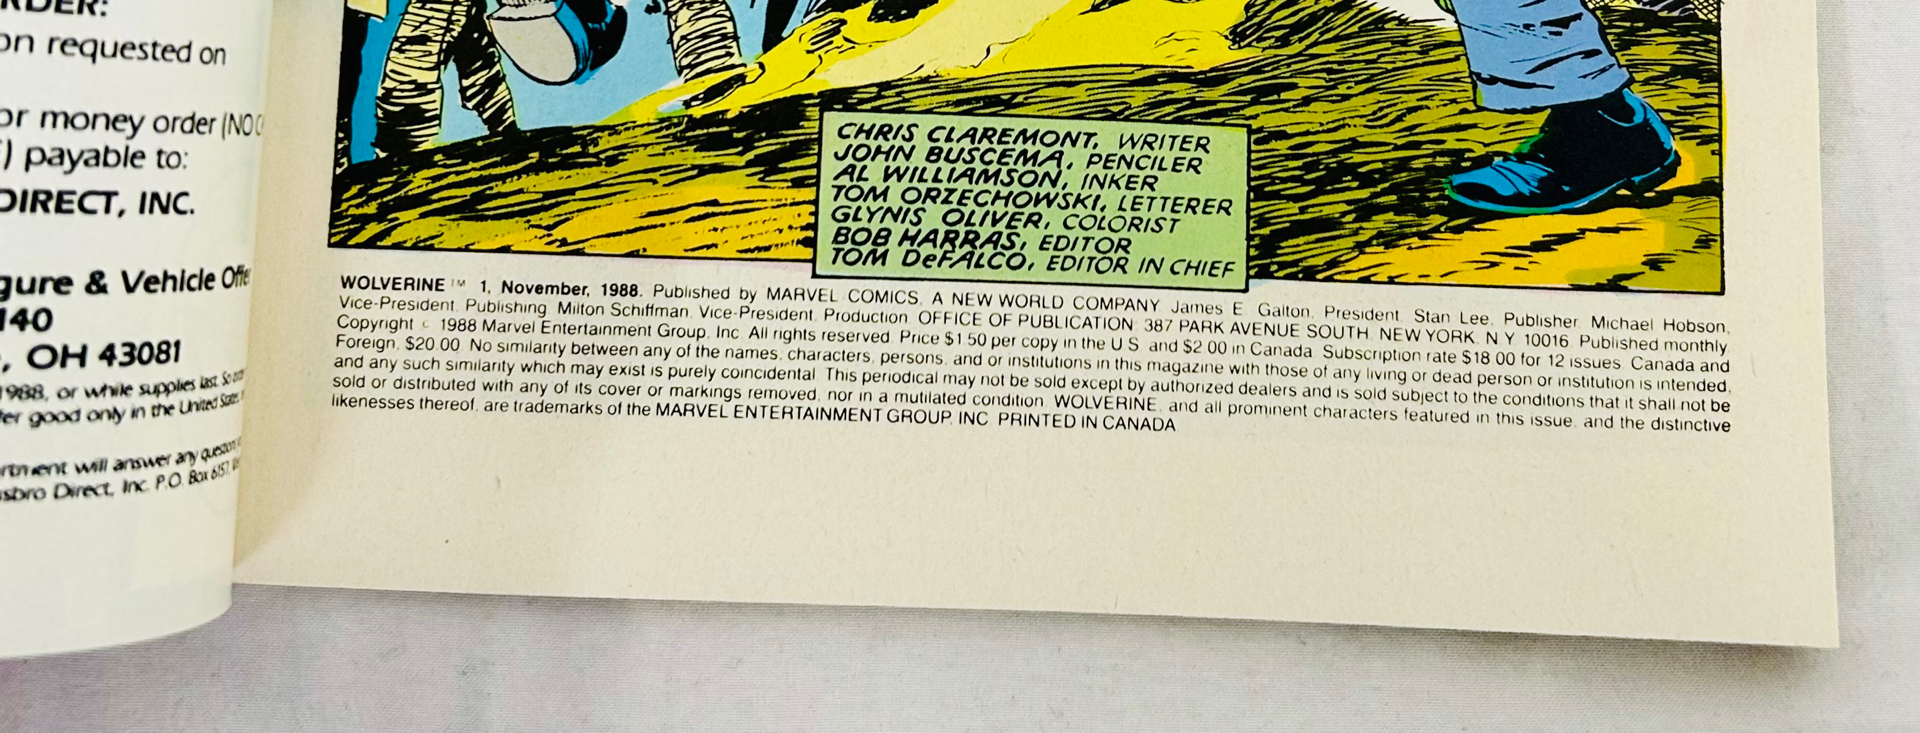 RDER:
on requested on
or money order (NO
) payable to:
DIRECT, INC.
gure & Vehicle Offe
140
, OH 43081
1988, or while supplies last.
er good only in the United States,
rtment will answer any question
sbro Direct, Inc. P.O. Box 6157,
CHRIS CLAREMONT, WRITER
JOHN BUSCEMA, PENCILER
AL WILLIAMSON, INKER
TOM ORZECHOWSKI, LETTERER
GLYNIS OLIVER, COLORIST
BOB HARRAS, EDITOR
TOM DeFALCO, EDITOR IN CHIEF
WOLVERINE™ 1, November, 1988. Published by MARVEL COMICS, A NEW WORLD COMPANY. James E. Galton, President. Stan Lee, Publisher. Michael Hobson,
Vice-President, Publishing. Milton Schiffman, Vice-President, Production. OFFICE OF PUBLICATION: 387 PARK AVENUE SOUTH, NEW YORK, N.Y. 10016. Published monthly.
Copyright © 1988 Marvel Entertainment Group, Inc. All rights reserved. Price $1.50 per copy in the U.S. and $2.00 in Canada. Subscription rate $18.00 for 12 issues. Canada and
Foreign, $20.00. No similarity between any of the names, characters, persons, and or institutions in this magazine with those of any living or dead person or institution is intended,
and any such similarity which may exist is purely coincidental. This periodical may not be sold except by authorized dealers and is sold subject to the conditions that it shall not be
sold or distributed with any of its cover or markings removed, nor in a mutilated condition. WOLVERINE, and all prominent characters featured in this issue, and the distinctive
likenesses thereof, are trademarks of the MARVEL ENTERTAINMENT GROUP, INC. PRINTED IN CANADA.